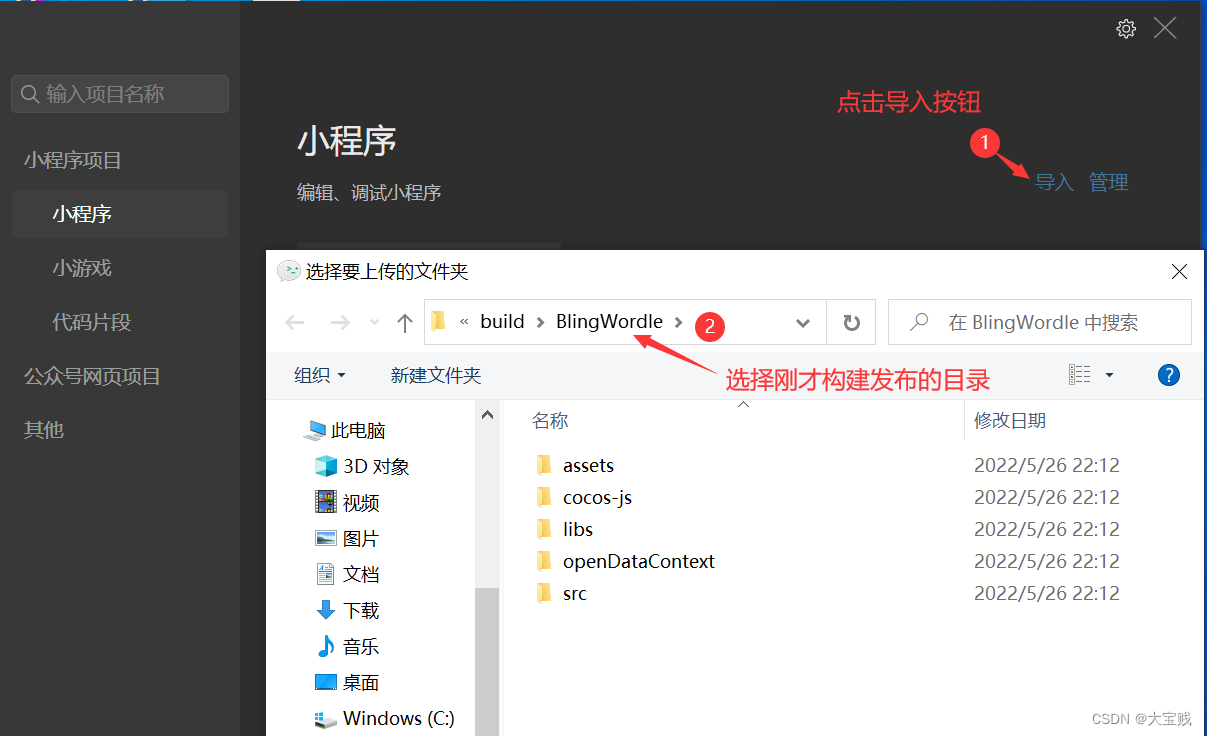 输入项目名称
小程序项目
小程序
小游戏
代码片段
公众号网页项目
其他
小程序
编辑、调试小程序
点击导入按钮
1
导入 管理
选择要上传的文件夹
« build › BlingWordle › 2
在 BlingWordle 中搜索
选择刚才构建发布的目录
组织 新建文件夹
?
此电脑
3D 对象
视频
图片
文档
下载
音乐
桌面
Windows (C:)
名称 修改日期
assets 2022/5/26 22:12
cocos-js 2022/5/26 22:12
libs 2022/5/26 22:12
openDataContext 2022/5/26 22:12
src 2022/5/26 22:12
CSDN @大宝贱